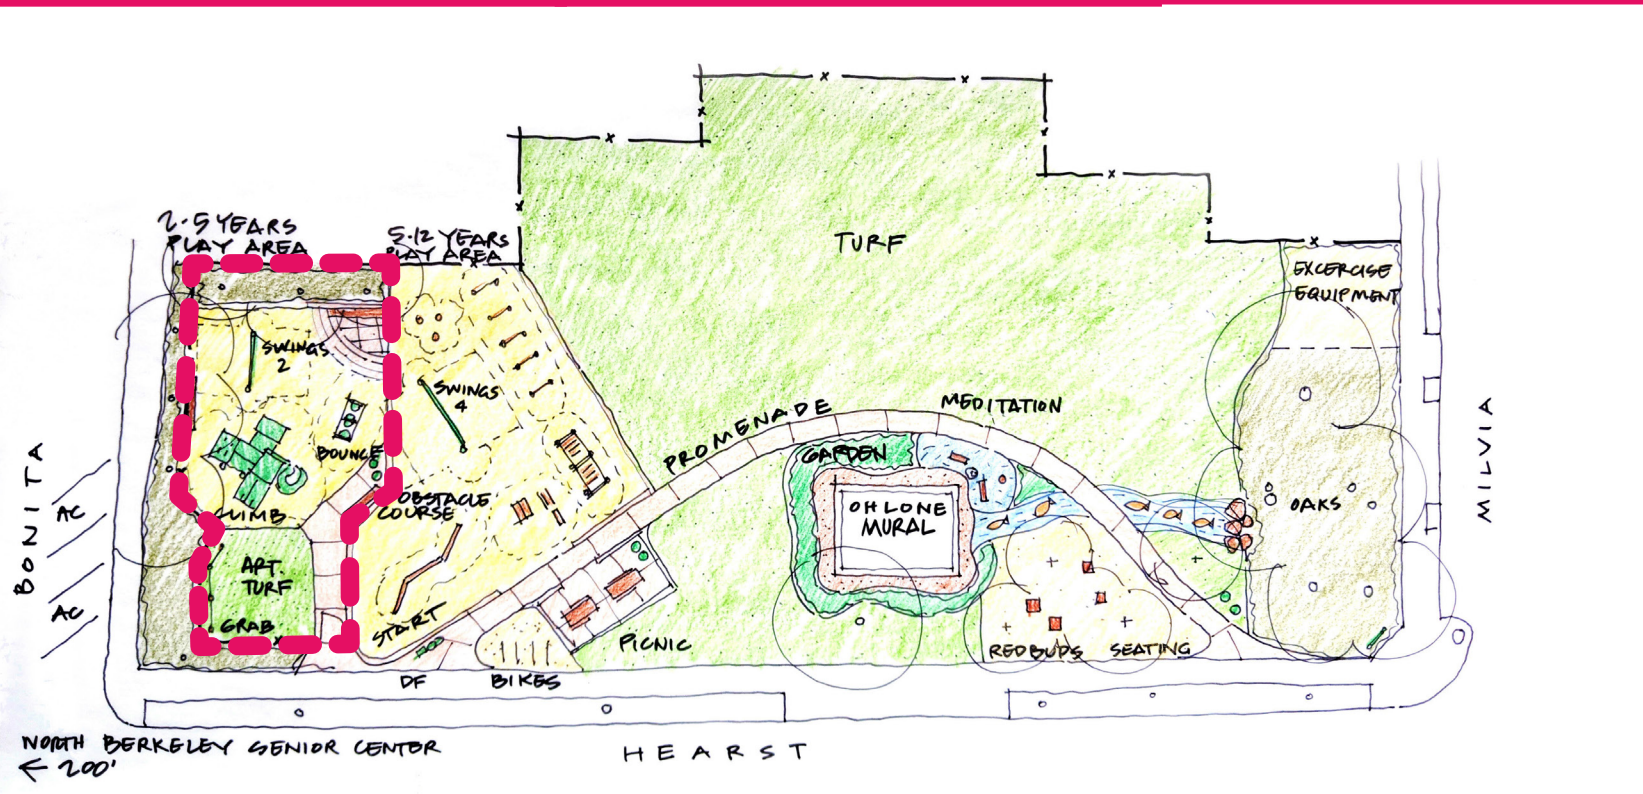 2-5 YEARS
PLAY AREA
5-12 YEARS
PLAY AREA
TURF
EXCERCISE
EQUIPMENT
SWINGS
2
SWINGS
4
BOUNCE
CLIMB
OBSTACLE
COURSE
APT.
TURF
GRAB
START
PROMENADE
MEDITATION
GARDEN
OHLONE
MURAL
OAKS
PICNIC
REDBUDS SEATING
DF
BIKES
BONITA
AC
AC
MILVIA
NORTH BERKELEY SENIOR CENTER
← 200'
HEARST